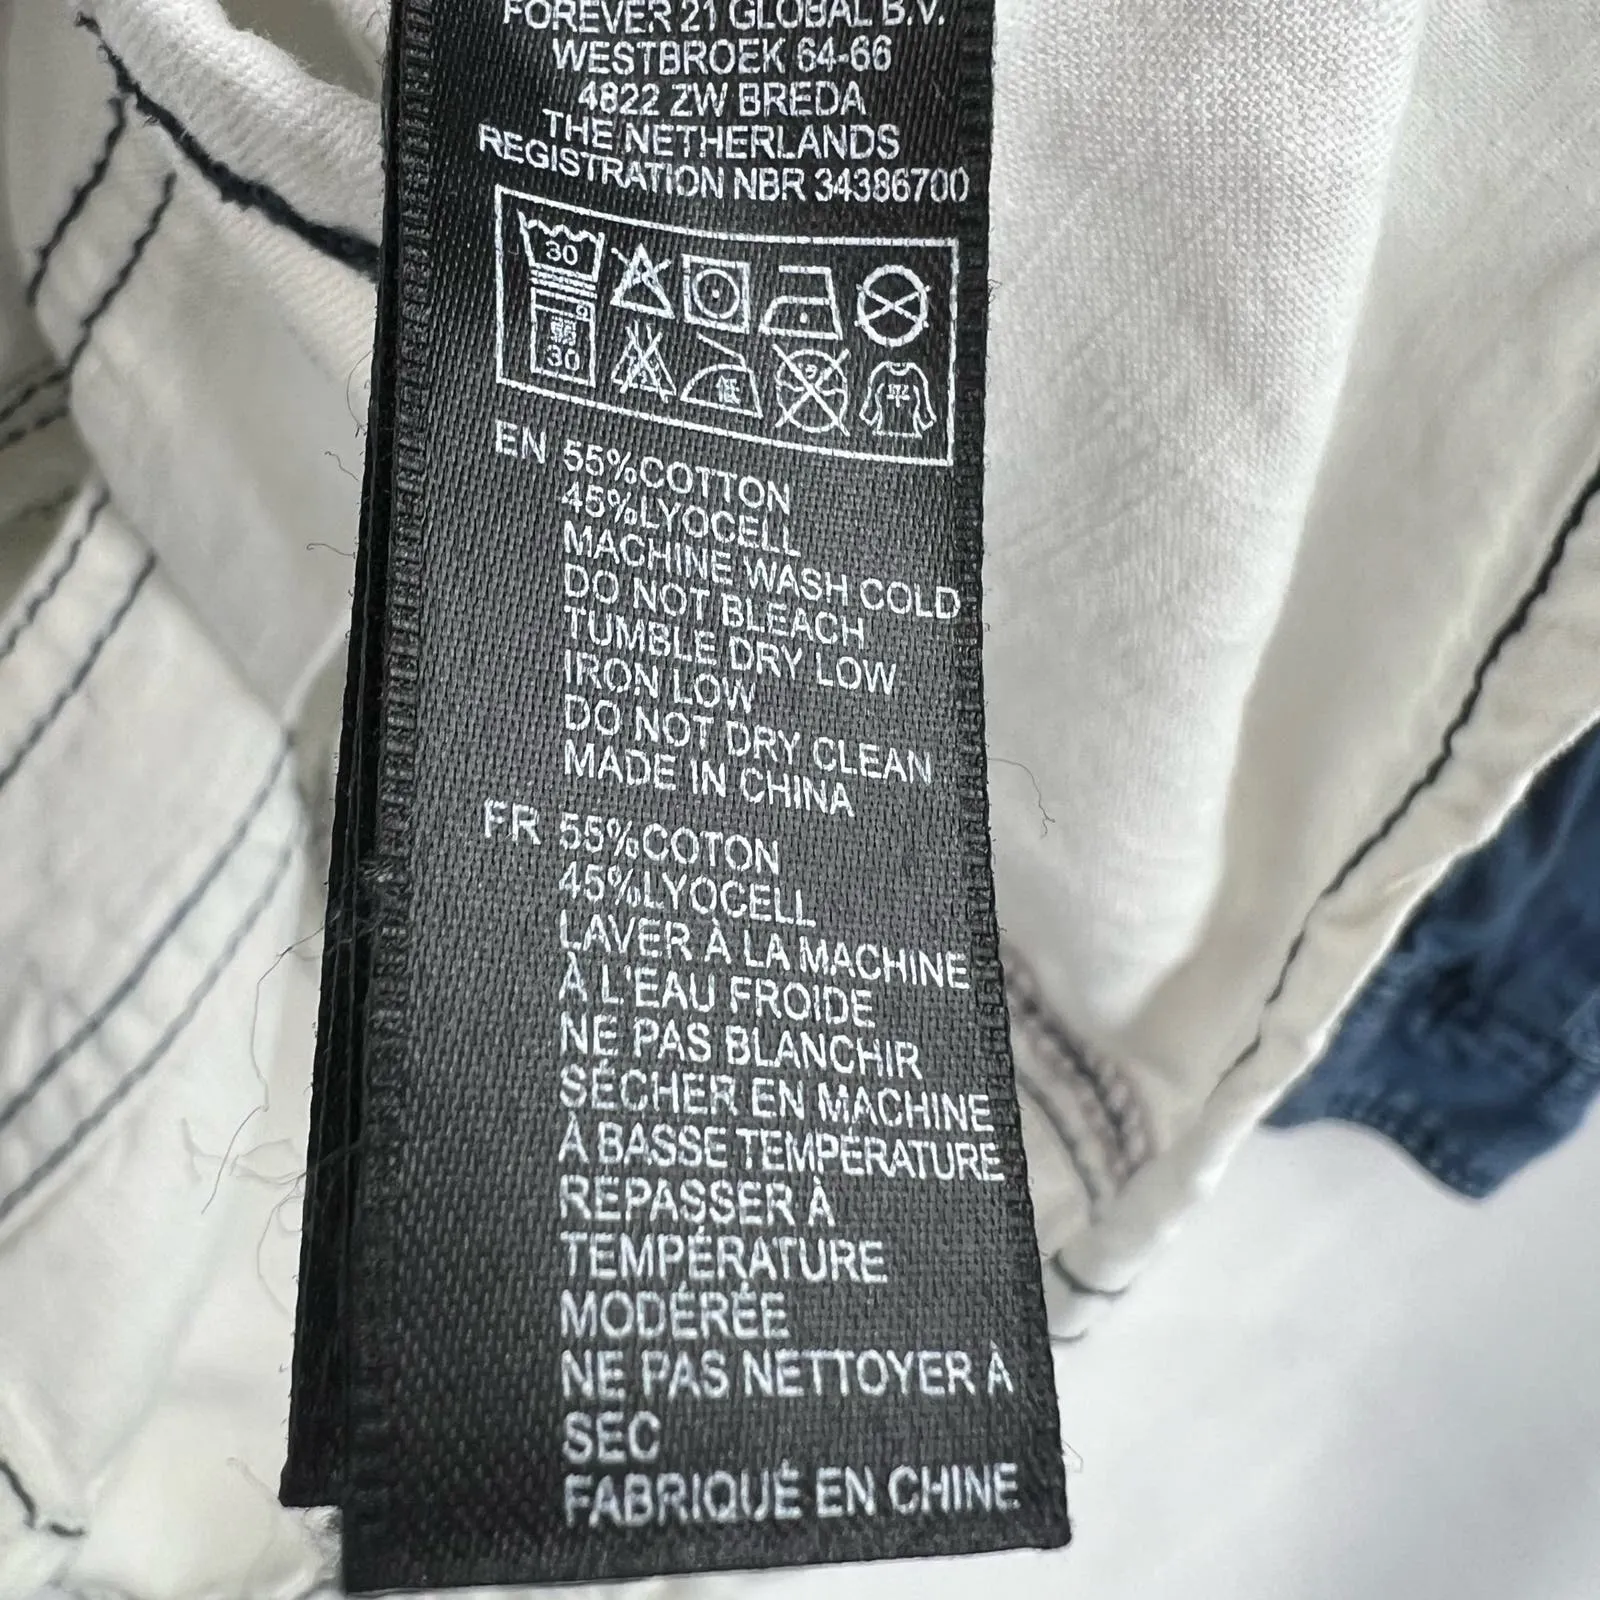 FOREVER 21 GLOBAL B.V.
WESTBROEK 64-66
4822 ZW BREDA
THE NETHERLANDS
REGISTRATION NBR 34386700
30
30
低
EN 55%COTTON
45%LYOCELL
MACHINE WASH COLD
DO NOT BLEACH
TUMBLE DRY LOW
IRON LOW
DO NOT DRY CLEAN
MADE IN CHINA
FR 55%COTON
45%LYOCELL
LAVER À LA MACHINE
À L'EAU FROIDE
NE PAS BLANCHIR
SÉCHER EN MACHINE
À BASSE TEMPÉRATURE
REPASSER À
TEMPÉRATURE
MODÉRÉE
NE PAS NETTOYER À
SEC
FABRIQUÉ EN CHINE